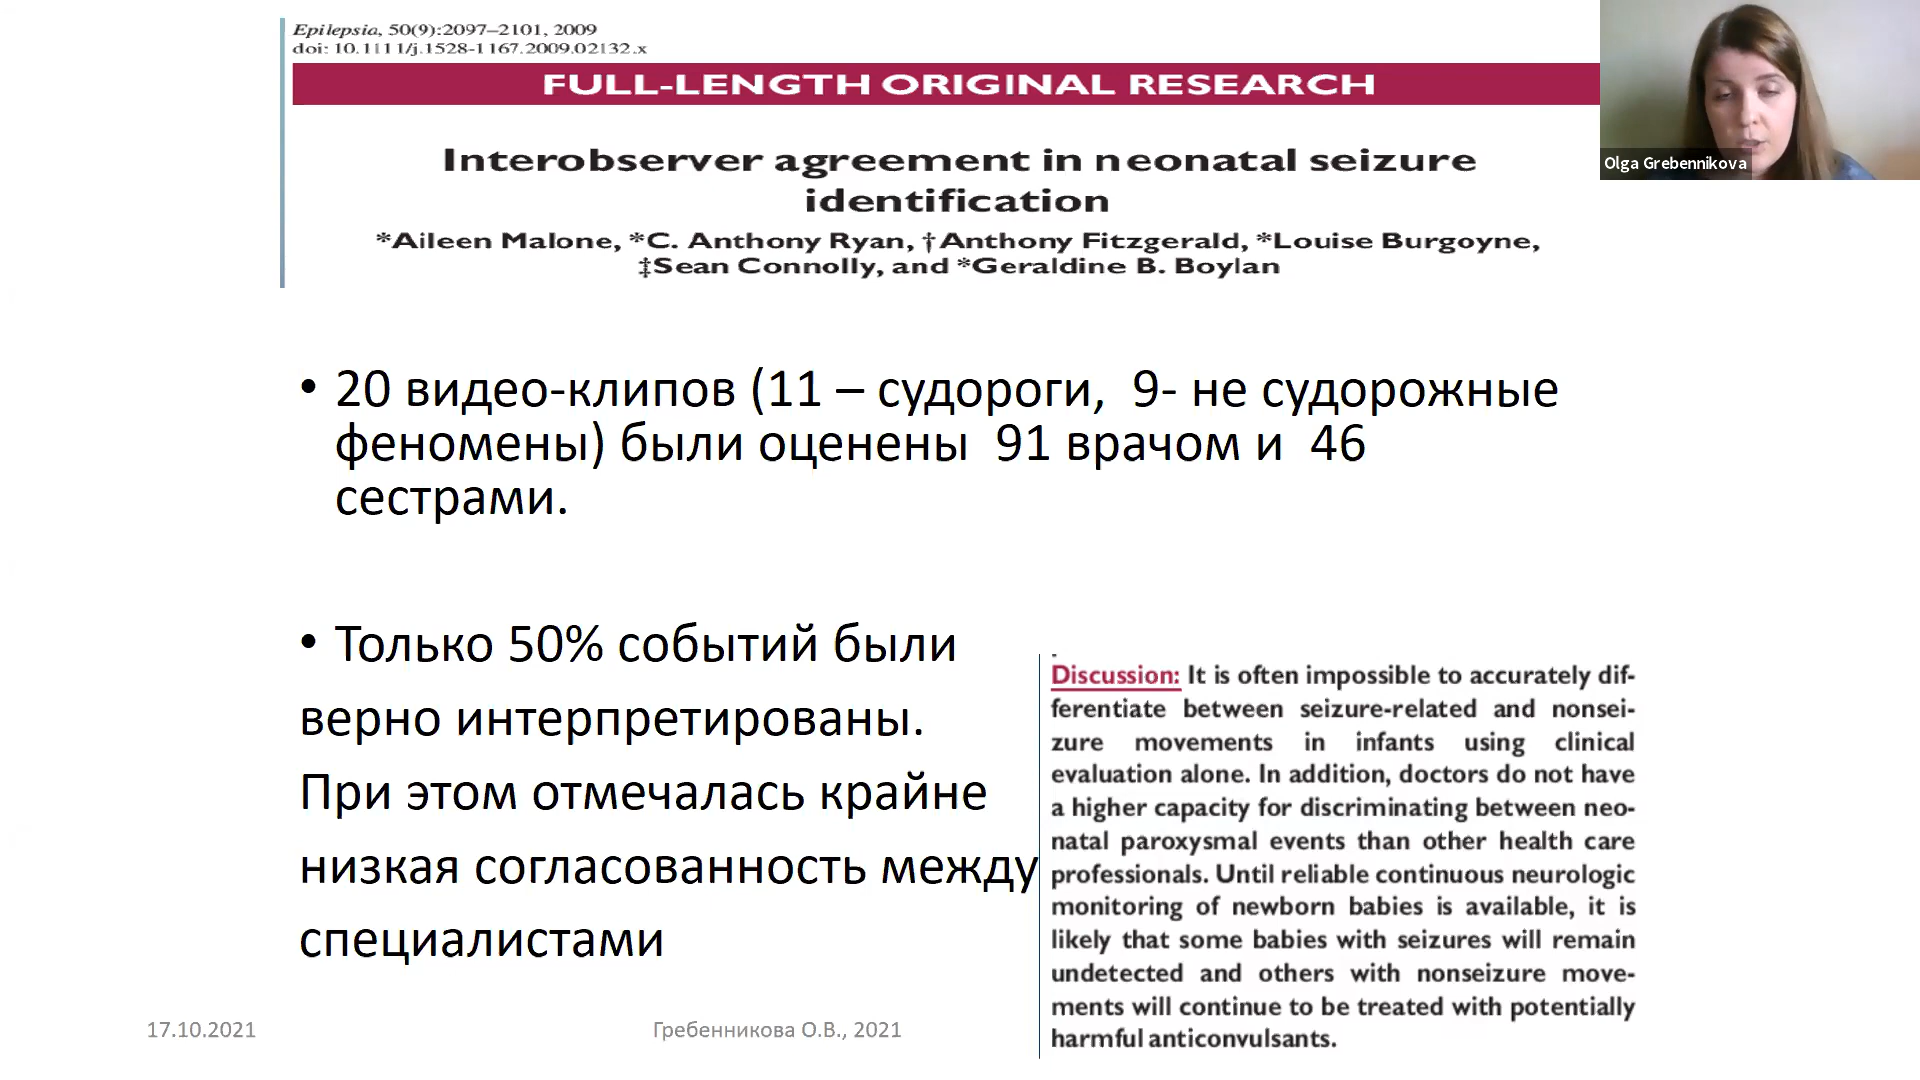 Epilepsia, 50(9):2097–2101, 2009
doi: 10.1111/j.1528-1167.2009.02132.x
FULL-LENGTH ORIGINAL RESEARCH
Interobserver agreement in neonatal seizure
identification
*Aileen Malone, *C. Anthony Ryan, †Anthony Fitzgerald, *Louise Burgoyne,
‡Sean Connolly, and *Geraldine B. Boylan
Olga Grebennikova
• 20 видео-клипов (11 – судороги, 9- не судорожные
феномены) были оценены 91 врачом и 46
сестрами.
• Только 50% событий были
верно интерпретированы.
При этом отмечалась крайне
низкая согласованность между
специалистами
Discussion: It is often impossible to accurately dif-
ferentiate between seizure-related and nonsei-
zure movements in infants using clinical
evaluation alone. In addition, doctors do not have
a higher capacity for discriminating between neo-
natal paroxysmal events than other health care
professionals. Until reliable continuous neurologic
monitoring of newborn babies is available, it is
likely that some babies with seizures will remain
undetected and others with nonseizure move-
ments will continue to be treated with potentially
harmful anticonvulsants.
17.10.2021
Гребенникова О.В., 2021